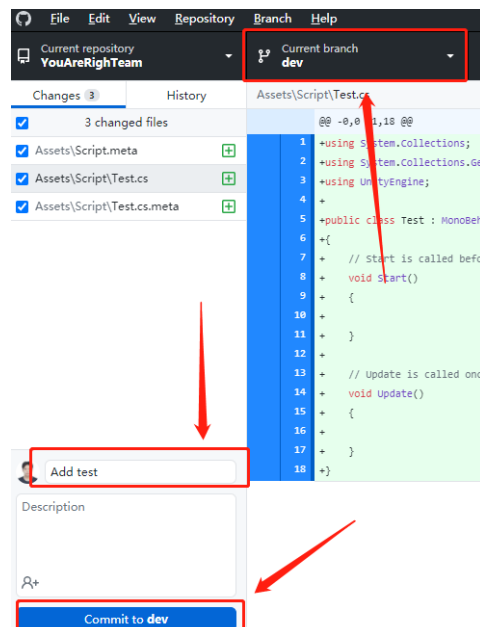 File Edit View Repository Branch Help
Current repository
YouAreRighTeam
Current branch
dev
Changes 3 History
3 changed files
Assets\Script.meta
Assets\Script\Test.cs
Assets\Script\Test.cs.meta
Add test
Description
Commit to dev
Assets\Script\Test.cs
@@ -0,0 1,18 @@
1 +using System.Collections;
2 +using System.Collections.Ge
3 +using UnityEngine;
4 +
5 +public class Test : MonoBeh
6 +{
7 + // Start is called befo
8 + void Start()
9 + {
10 +
11 + }
12 +
13 + // Update is called onc
14 + void Update()
15 + {
16 +
17 + }
18 +}